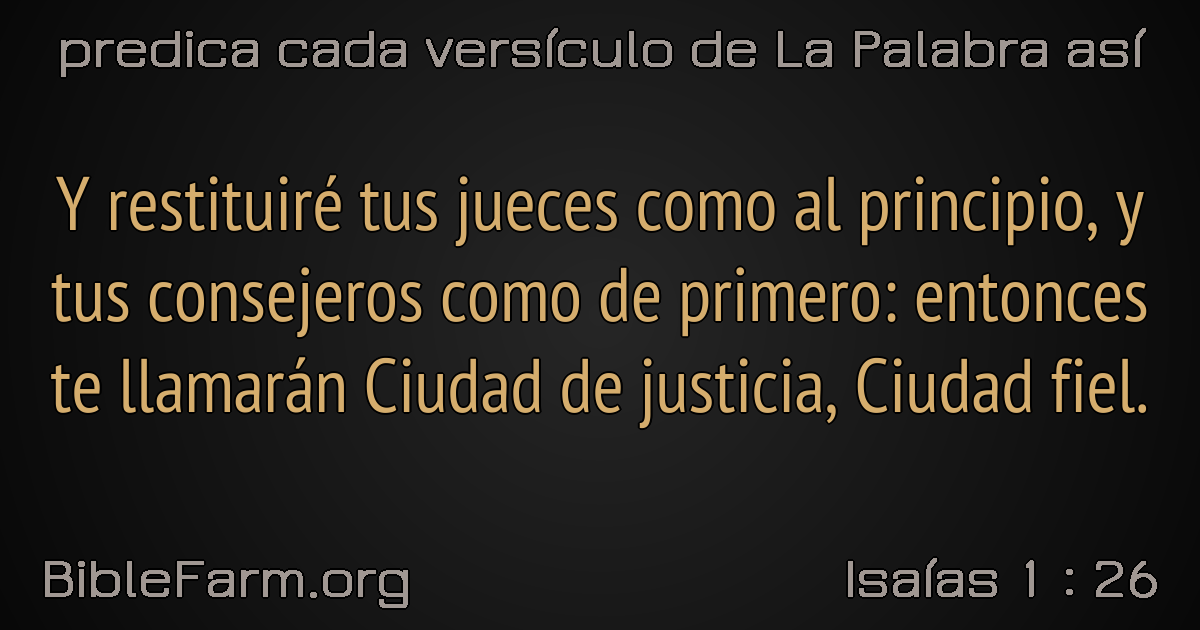 predica cada versículo de La Palabra así
Y restituiré tus jueces como al principio, y
tus consejeros como de primero: entonces
te llamarán Ciudad de justicia, Ciudad fiel.
BibleFarm.org
Isaías 1 : 26